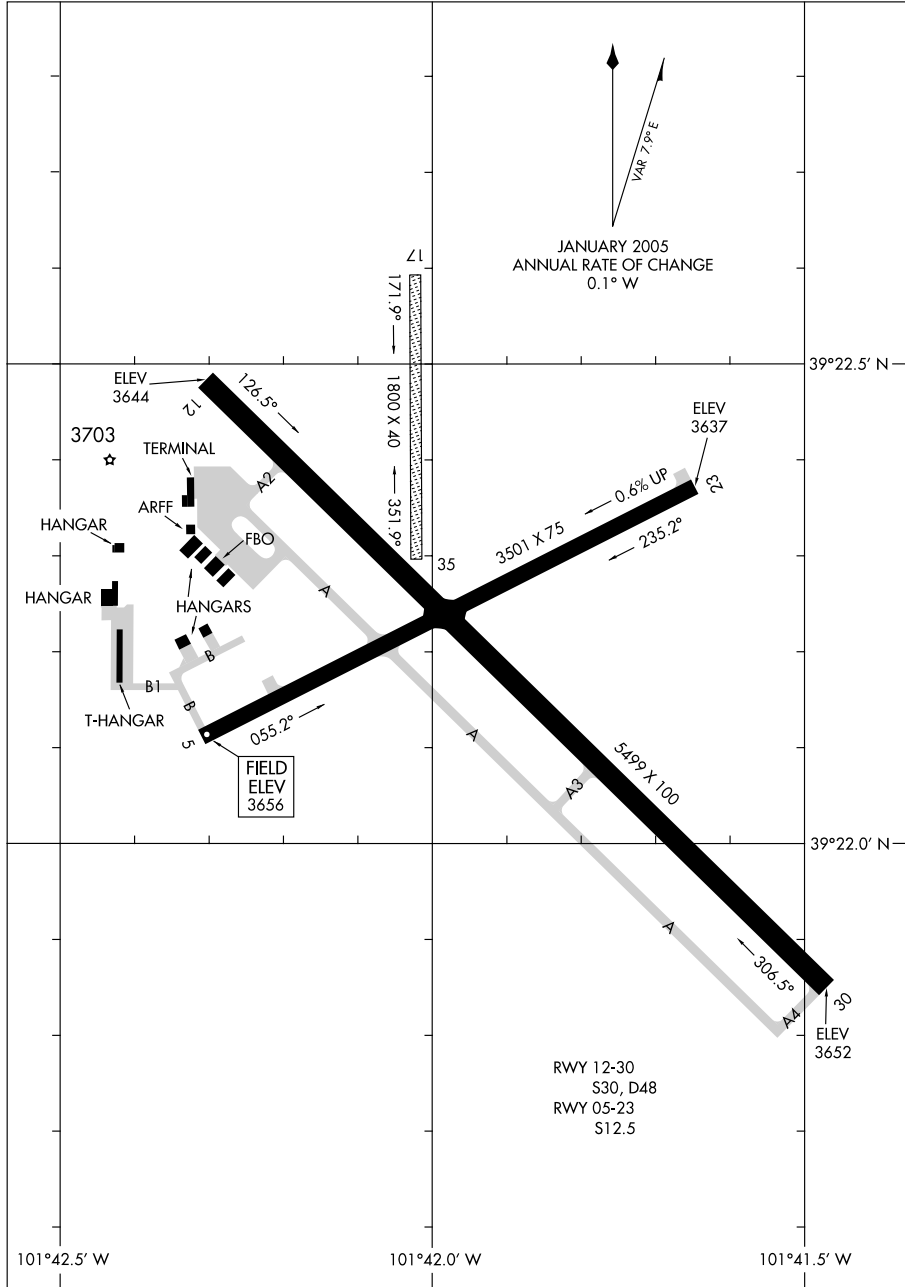 VAR 7.9° E
JANUARY 2005
ANNUAL RATE OF CHANGE
0.1° W
17
171.9°
1800 X 40
351.9°
35
39°22.5' N
ELEV
3644
12
126.5°
ELEV
3637
23
0.6% UP
3501 X 75
235.2°
3703
TERMINAL
A2
ARFF
HANGAR
FBO
A
HANGAR
HANGARS
B
B1
B
T-HANGAR
5
055.2°
FIELD
ELEV
3656
A
5499 X 100
A3
39°22.0' N
A
306.5°
30
A4
ELEV
3652
RWY 12-30
S30, D48
RWY 05-23
S12.5
101°42.5' W
101°42.0' W
101°41.5' W